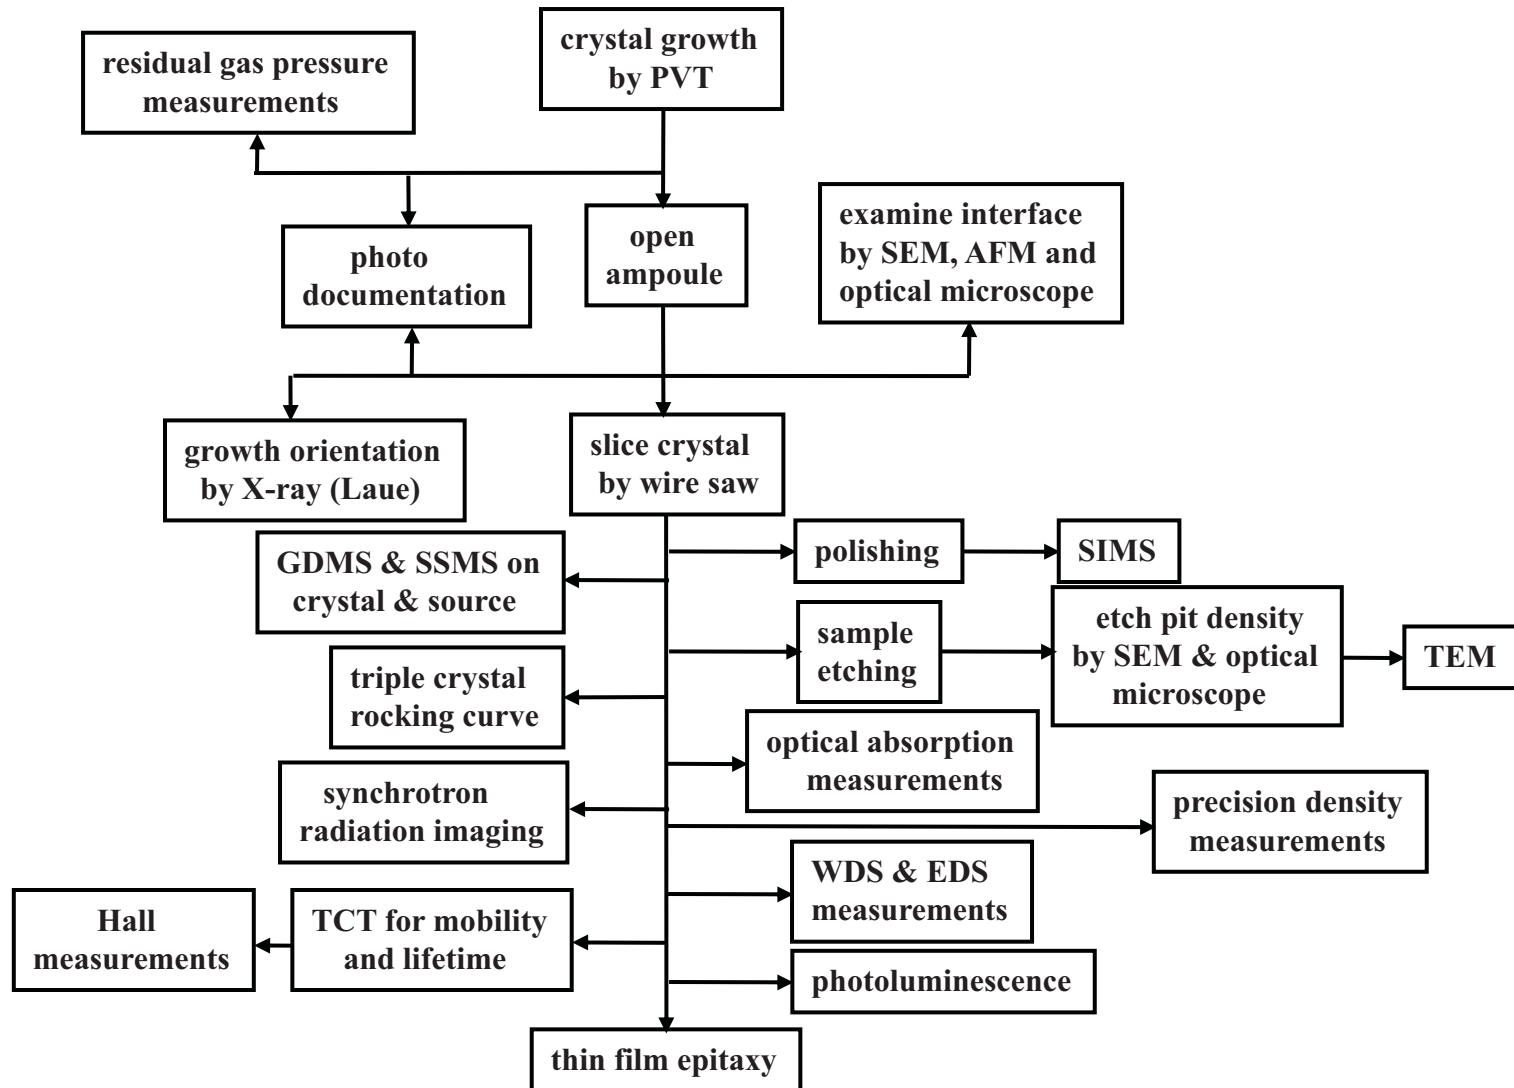 crystal growth
by PVT
residual gas pressure
measurements
examine interface
by SEM, AFM and
optical microscope
open
ampoule
photo
documentation
growth orientation
by X-ray (Laue)
slice crystal
by wire saw
GDMS & SSMS on
crystal & source
polishing
SIMS
sample
etching
etch pit density
by SEM & optical
microscope
TEM
triple crystal
rocking curve
optical absorption
measurements
synchrotron
radiation imaging
precision density
measurements
WDS & EDS
measurements
Hall
measurements
TCT for mobility
and lifetime
photoluminescence
thin film epitaxy